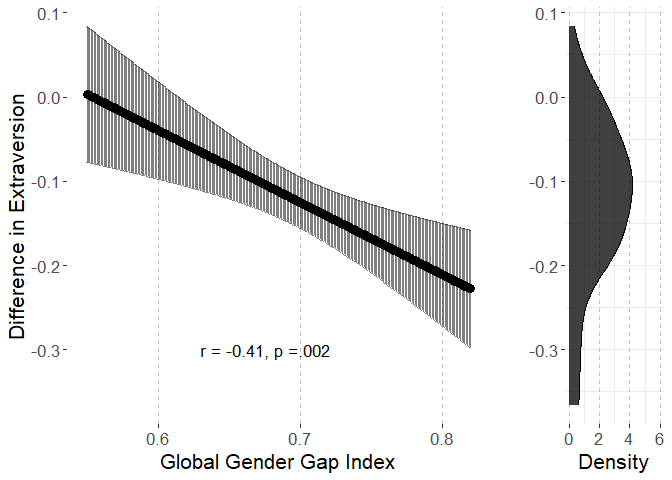 Difference in Extraversion
0.1
0.0
-0.1
-0.2
-0.3
r = -0.41, p =.002
0.6 0.7 0.8
Global Gender Gap Index
0.1
0.0
-0.1
-0.2
-0.3
0 2 4 6
Density